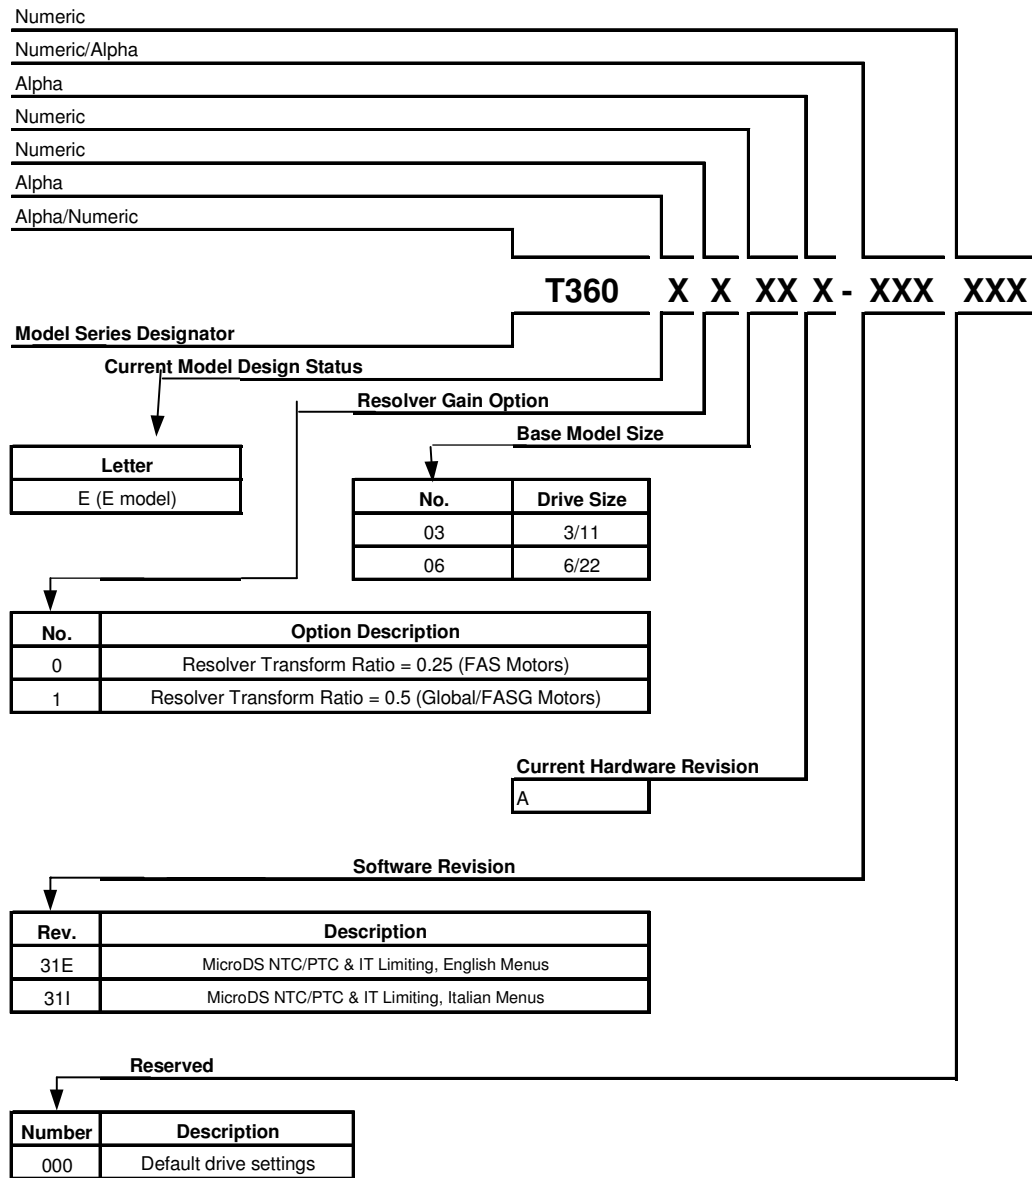 Numeric
Numeric/Alpha
Alpha
Numeric
Numeric
Alpha
Alpha/Numeric
T360 X X XX X - XXX XXX
Model Series Designator
Current Model Design Status
Resolver Gain Option
Base Model Size
Letter
E (E model)
No. Drive Size
03 3/11
06 6/22
No. Option Description
0 Resolver Transform Ratio = 0.25 (FAS Motors)
1 Resolver Transform Ratio = 0.5 (Global/FASG Motors)
Current Hardware Revision
A
Software Revision
Rev. Description
31E MicroDS NTC/PTC & IT Limiting, English Menus
31I MicroDS NTC/PTC & IT Limiting, Italian Menus
Reserved
Number Description
000 Default drive settings